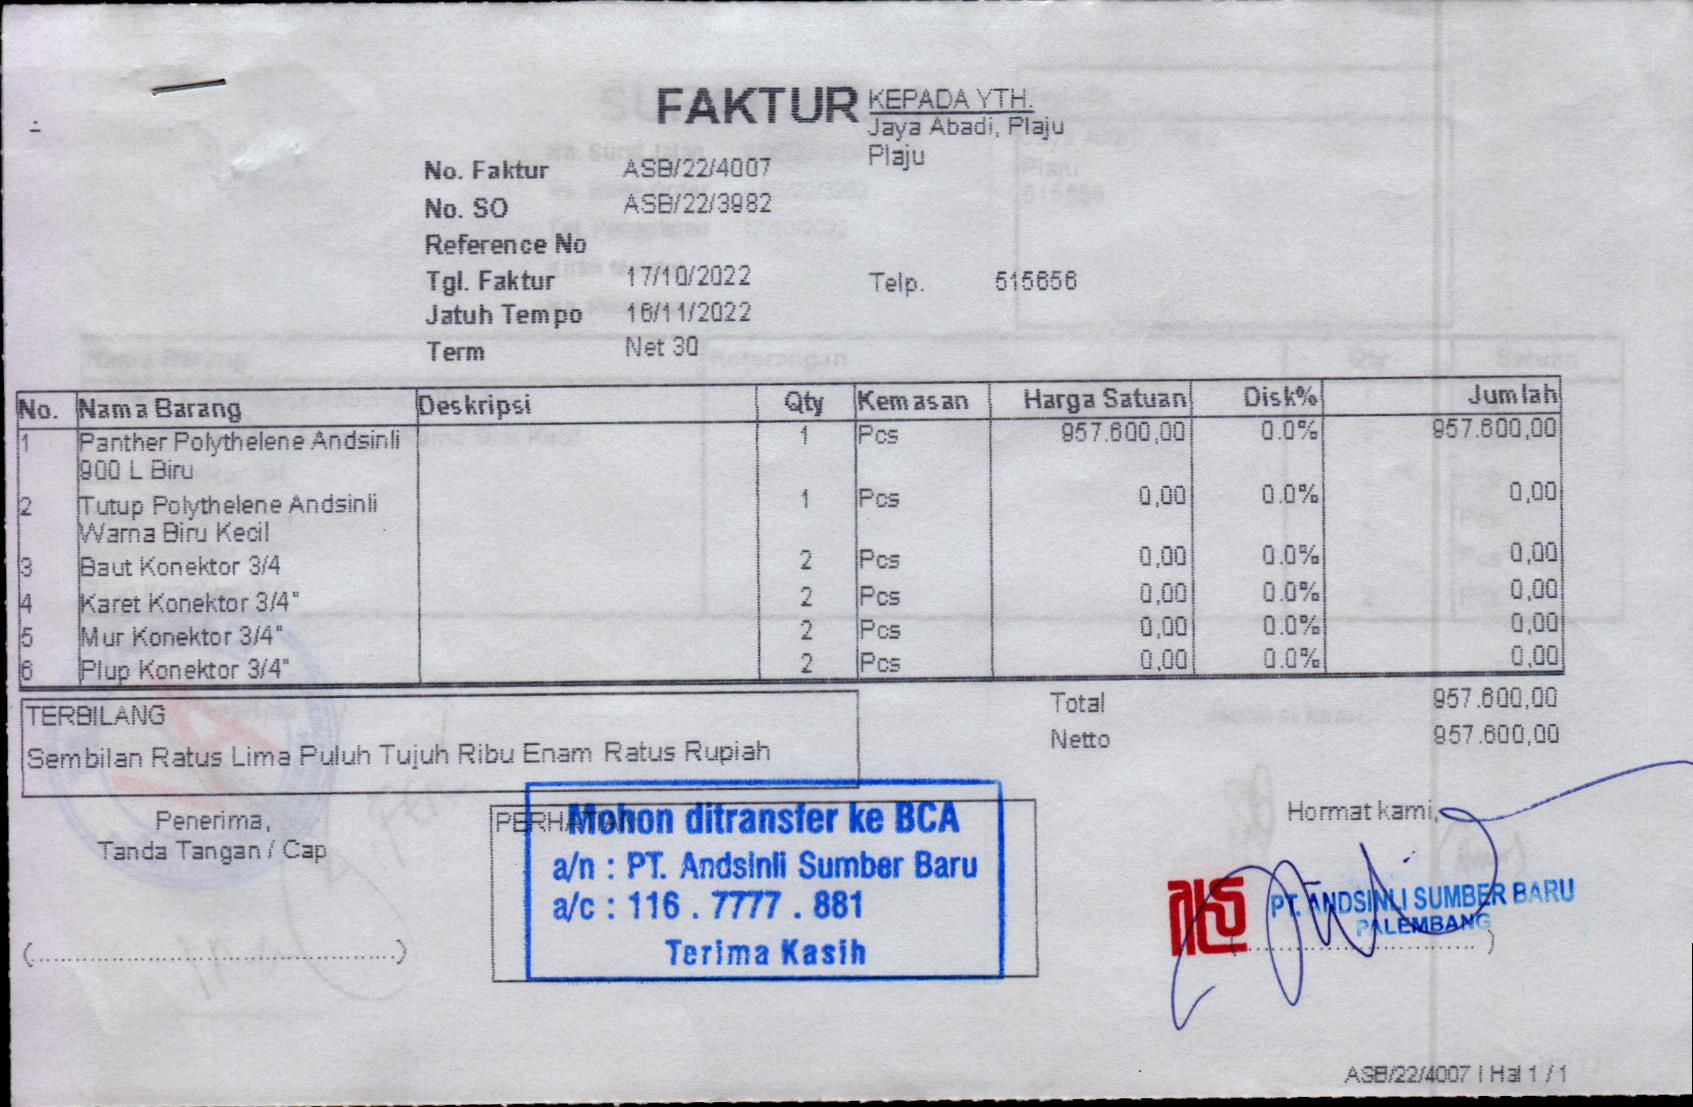 FAKTUR
KEPADA YTH.
Jaya Abadi, Plaju
Plaju
No. Faktur ASB/22/4007
No. SO ASB/22/3982
Reference No
Tgl. Faktur 17/10/2022
Telp. 515656
Jatuh Tempo 16/11/2022
Term Net 30
No. Nama Barang Deskripsi Qty Kemasan Harga Satuan Disk% Jumlah
1 Panther Polythelene Andsinli 1 Pcs 957.600,00 0.0% 957.600,00
900 L Biru
2 Tutup Polythelene Andsinli 1 Pcs 0,00 0.0% 0,00
Warna Biru Kecil
3 Baut Konektor 3/4 2 Pcs 0,00 0.0% 0,00
4 Karet Konektor 3/4" 2 Pcs 0,00 0.0% 0,00
5 Mur Konektor 3/4" 2 Pcs 0,00 0.0% 0,00
6 Plup Konektor 3/4" 2 Pcs 0,00 0.0% 0,00
Total 957.600,00
Netto 957.600,00
TERBILANG
Sembilan Ratus Lima Puluh Tujuh Ribu Enam Ratus Rupiah
Penerima,
Tanda Tangan / Cap
(..................................................)
PERHATIAN
Mohon ditransfer ke BCA
a/n : PT. Andsinli Sumber Baru
a/c : 116 . 7777 . 881
Terima Kasih
Hormat kami,
PT. ANDSINLI SUMBER BARU
PALEMBANG
ASB/22/4007 | Hal 1 / 1